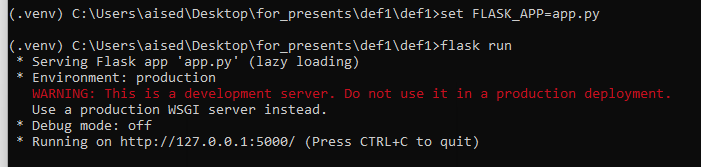 (.venv) C:\Users\aised\Desktop\for_presents\def1\def1>set FLASK_APP=app.py
(.venv) C:\Users\aised\Desktop\for_presents\def1\def1>flask run
 * Serving Flask app 'app.py' (lazy loading)
 * Environment: production
   WARNING: This is a development server. Do not use it in a production deployment.
   Use a production WSGI server instead.
 * Debug mode: off
 * Running on http://127.0.0.1:5000/ (Press CTRL+C to quit)